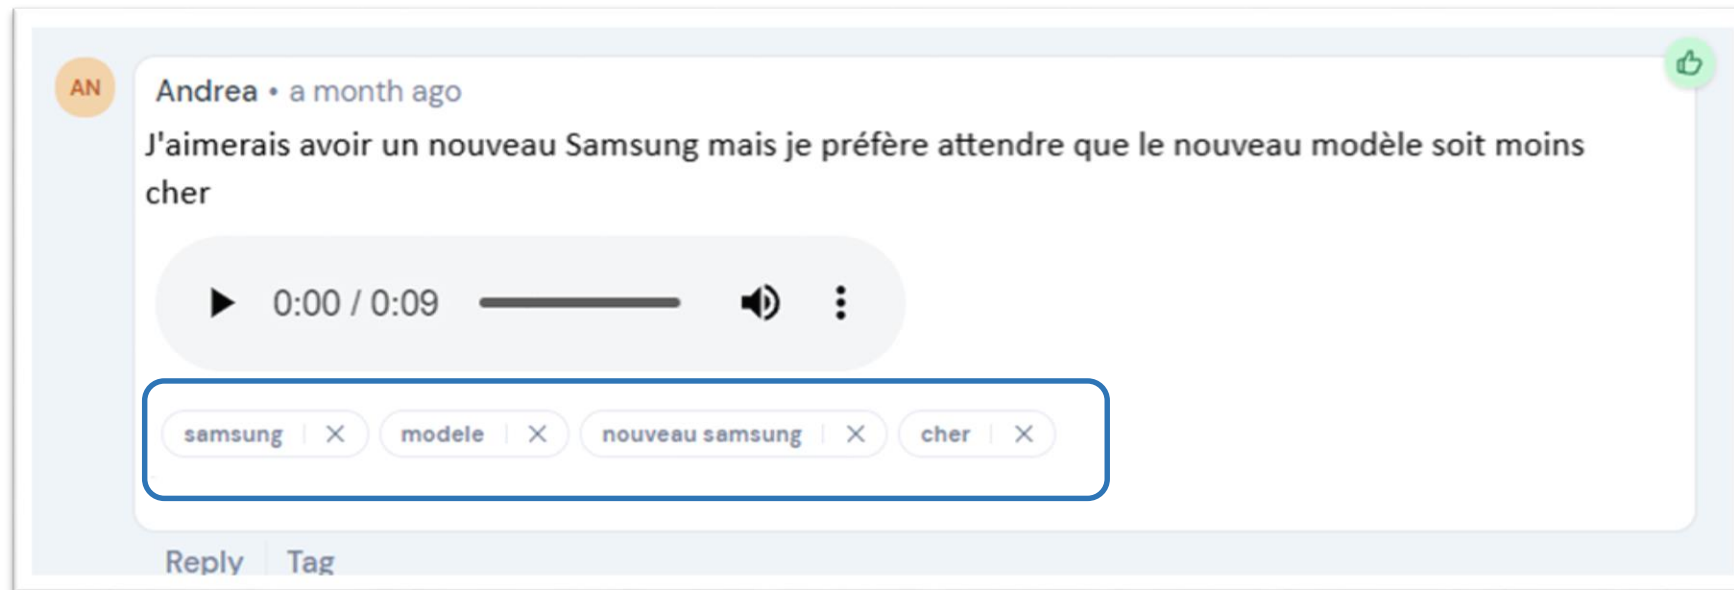 AN
Andrea • a month ago
J'aimerais avoir un nouveau Samsung mais je préfère attendre que le nouveau modèle soit moins
cher
0:00 / 0:09
samsung modele nouveau samsung cher
Reply Tag